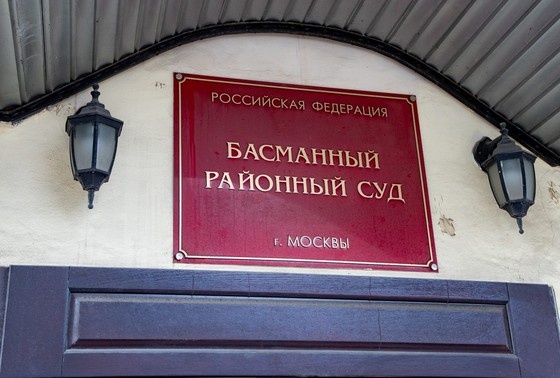 РОССИЙСКАЯ ФЕДЕРАЦИЯ
БАСМАННЫЙ
РАЙОННЫЙ СУД
г. МОСКВЫ